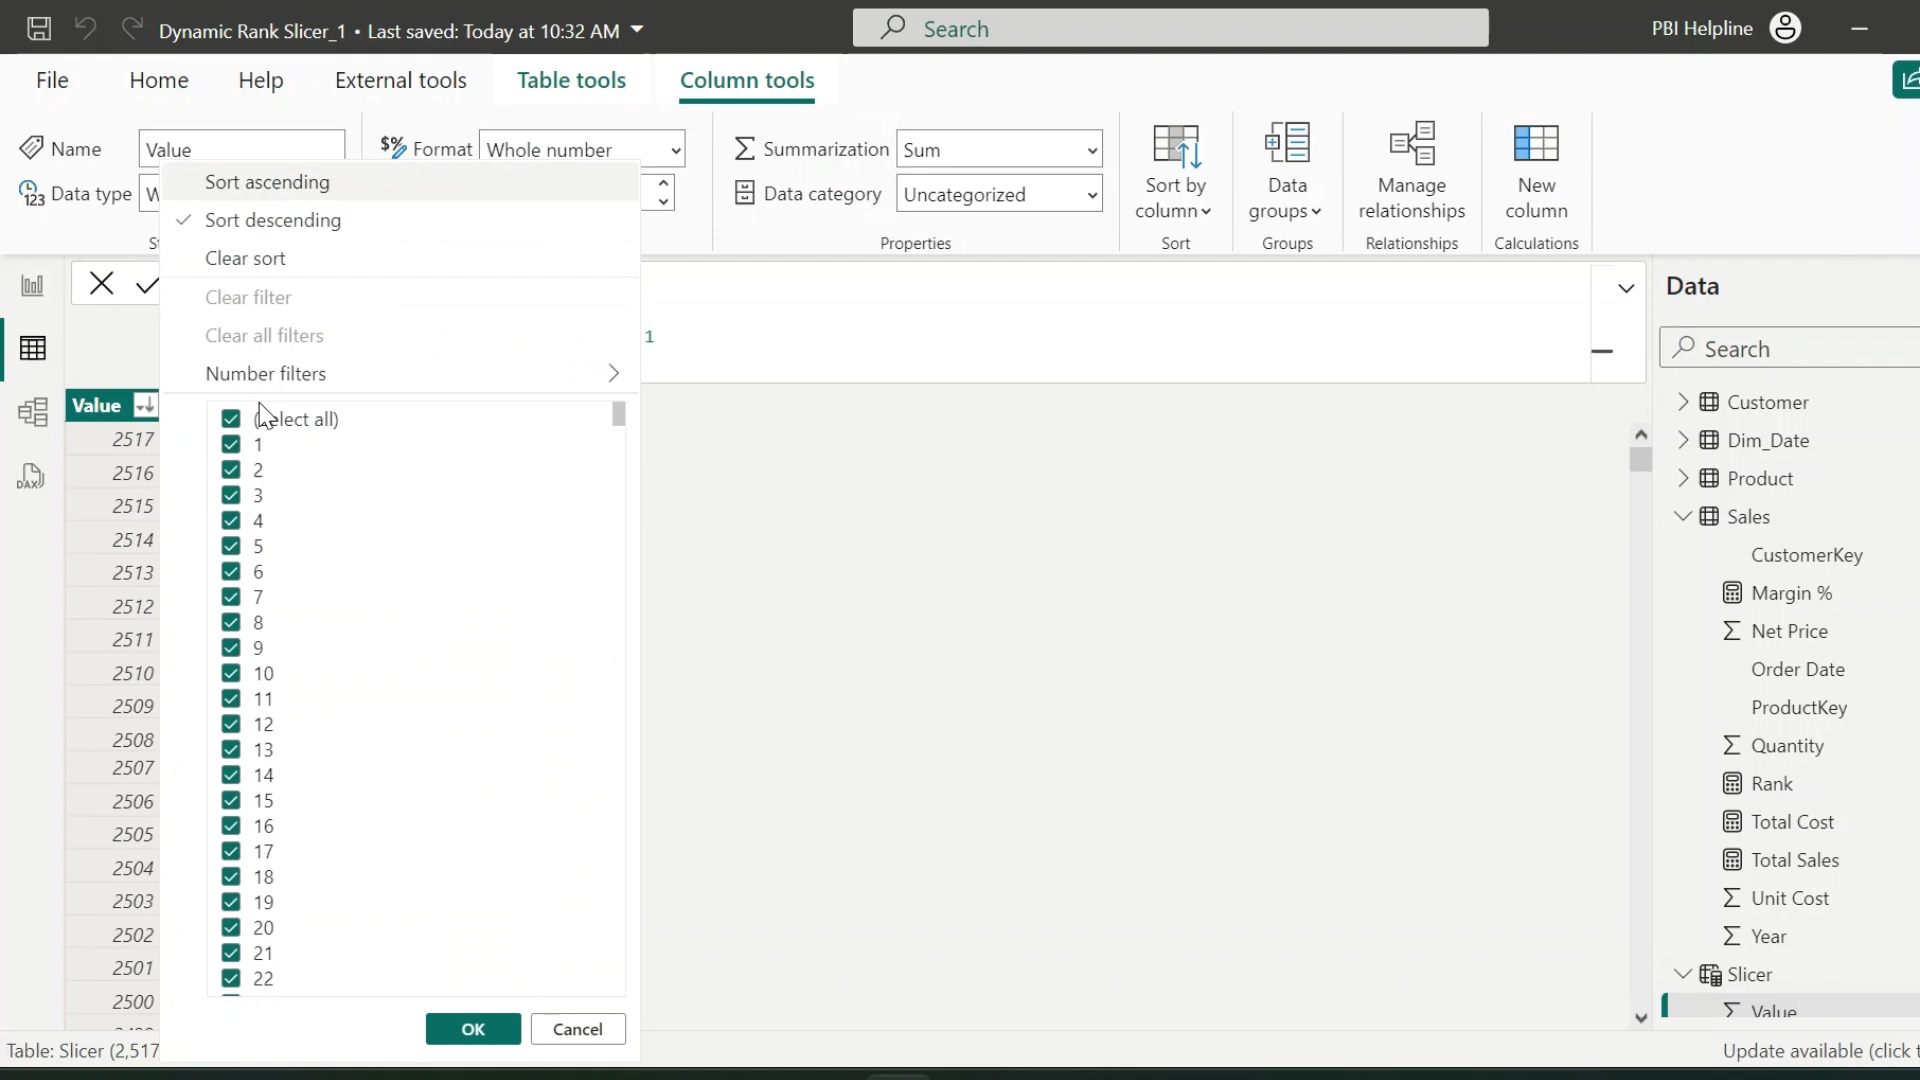 Dynamic Rank Slicer_1 • Last saved: Today at 10:32 AM
Search
PBI Helpline
File
Home
Help
External tools
Table tools
Column tools
Name
Value
$% Format
Whole number
Summarization
Sum
123 Data type
Data category
Uncategorized
Sort by
column
Data
groups
Manage
relationships
New
column
Properties
Sort
Groups
Relationships
Calculations
Sort ascending
Sort descending
Clear sort
Clear filter
Clear all filters
Number filters
1
(Select all)
1
2
3
4
5
6
7
8
9
10
11
12
13
14
15
16
17
18
19
20
21
22
OK
Cancel
DAX
Value
2517
2516
2515
2514
2513
2512
2511
2510
2509
2508
2507
2506
2505
2504
2503
2502
2501
2500
Data
Search
Customer
Dim_Date
Product
Sales
CustomerKey
Margin %
Net Price
Order Date
ProductKey
Quantity
Rank
Total Cost
Total Sales
Unit Cost
Year
Slicer
Value
Table: Slicer (2,517
Update available (click